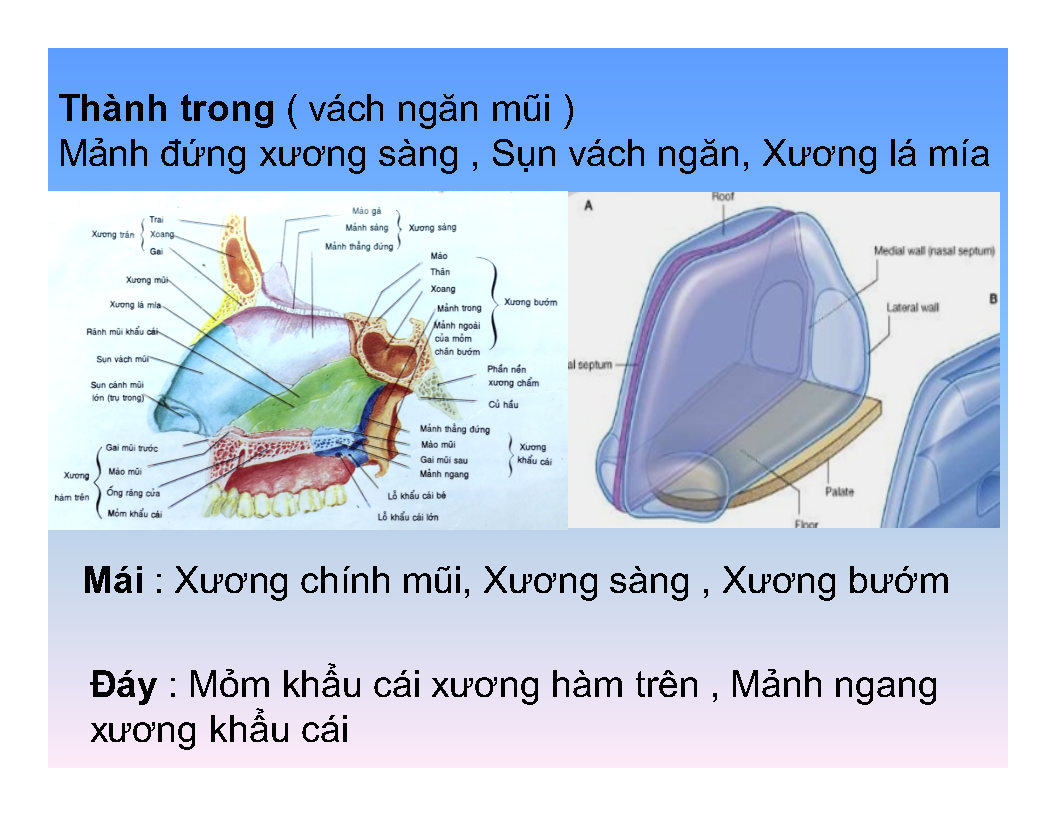 Thành trong ( vách ngăn mũi )
Mảnh đứng xương sàng , Sụn vách ngăn, Xương lá mía
Trai
Xương trán
Xoang
Gai
Xương mũi
Xương lá mía
Rãnh mũi khẩu cái
Sụn vách mũi
Sụn cánh mũi
lớn (trụ trong)
Gai mũi trước
Xương
hàm trên
Mào mũi
Ống răng cửa
Mỏm khẩu cái
Mào gà
Mảnh sàng
Xương sàng
Mảnh thẳng đứng
Mào
Thân
Xoang
Xương bướm
Mảnh trong
Mảnh ngoài
của mỏm
chân bướm
Phần nền
xương chẩm
Củ hầu
Mảnh thẳng đứng
Mào mũi
Xương
khẩu cái
Gai mũi sau
Mảnh ngang
Lỗ khẩu cái bé
Lỗ khẩu cái lớn
A
Roof
Medial wall (nasal septum)
Lateral wall
B
al septum
Palate
Floor
Mái : Xương chính mũi, Xương sàng , Xương bướm
Đáy : Mỏm khẩu cái xương hàm trên , Mảnh ngang
xương khẩu cái